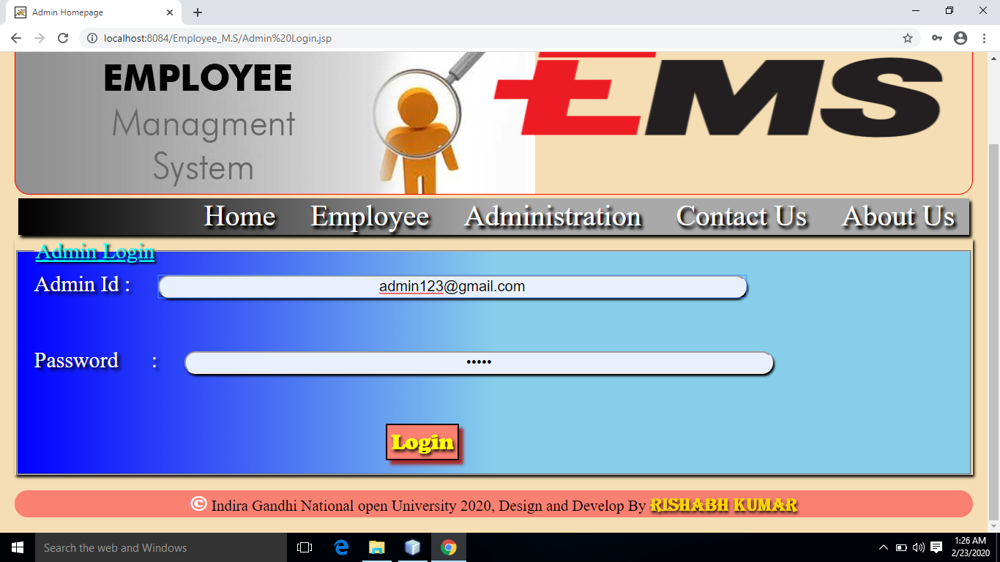 Admin Homepage
localhost:8084/Employee_M.S/Admin%20Login.jsp
EMPLOYEE
Managment
System
EMS
Home Employee Administration Contact Us About Us
Admin Login
Admin Id :
admin123@gmail.com
Password :
•••••
Login
© Indira Gandhi National open University 2020, Design and Develop By RISHABH KUMAR
Search the web and Windows
1:26 AM
2/23/2020